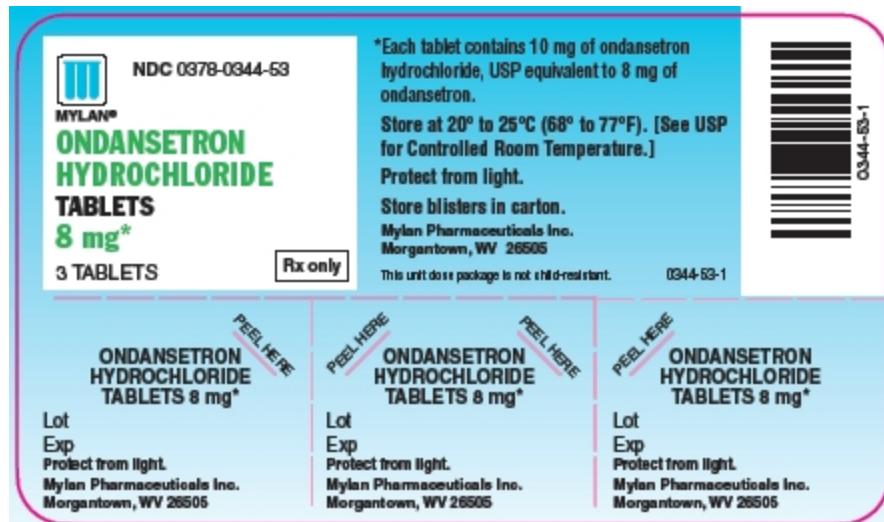 NDC 0378-0344-53
MYLAN®
ONDANSETRON
HYDROCHLORIDE
TABLETS
8 mg*
3 TABLETS
Rx only
*Each tablet contains 10 mg of ondansetron
hydrochloride, USP equivalent to 8 mg of
ondansetron.
Store at 20° to 25°C (68° to 77°F). [See USP
for Controlled Room Temperature.]
Protect from light.
Store blisters in carton.
Mylan Pharmaceuticals Inc.
Morgantown, WV 26505
This unit dose package is not child-resistant.
0344-53-1
0344-53-1
PEEL HERE
ONDANSETRON
HYDROCHLORIDE
TABLETS 8 mg*
Lot
Exp
Protect from light.
Mylan Pharmaceuticals Inc.
Morgantown, WV 26505
PEEL HERE
PEEL HERE
ONDANSETRON
HYDROCHLORIDE
TABLETS 8 mg*
Lot
Exp
Protect from light.
Mylan Pharmaceuticals Inc.
Morgantown, WV 26505
PEEL HERE
ONDANSETRON
HYDROCHLORIDE
TABLETS 8 mg*
Lot
Exp
Protect from light.
Mylan Pharmaceuticals Inc.
Morgantown, WV 26505